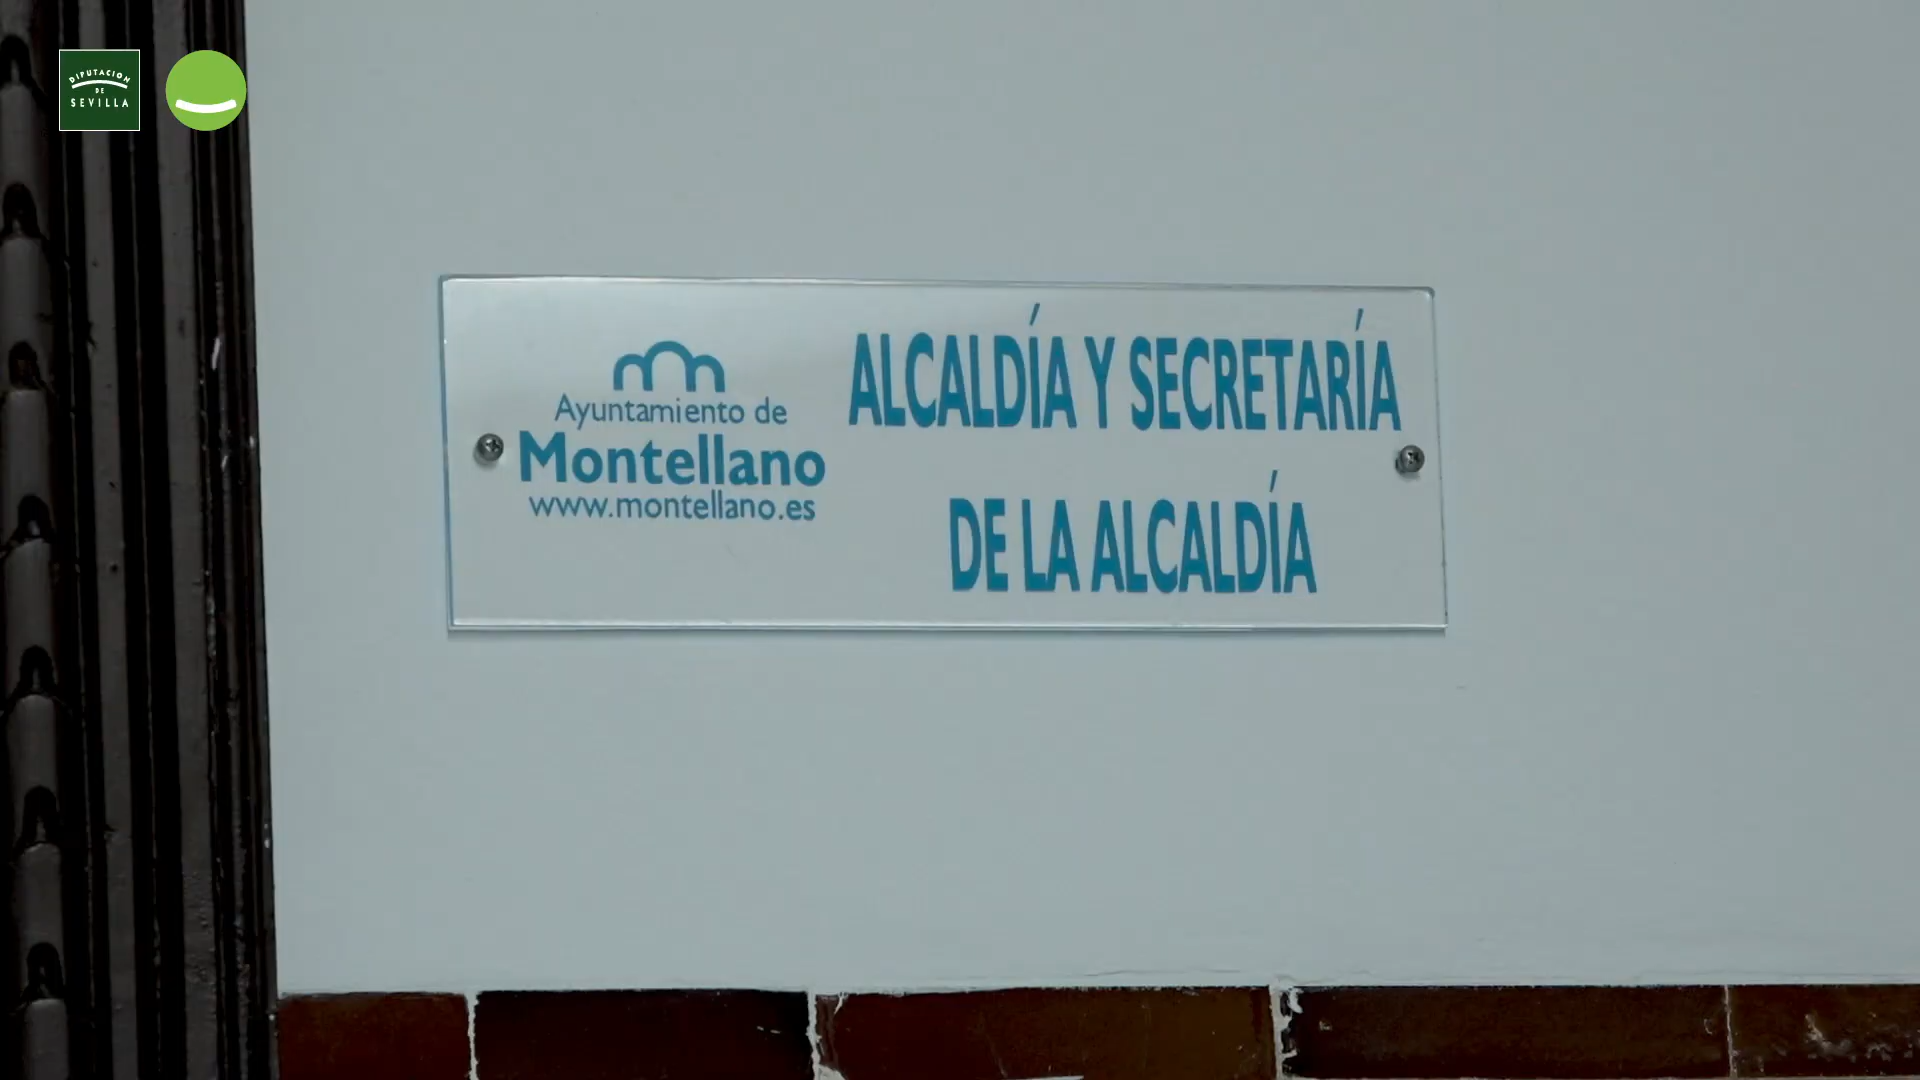 DIPUTACION
DE
SEVILLA
Ayuntamiento de
Montellano
www.montellano.es
ALCALDÍA Y SECRETARÍA
DE LA ALCALDÍA